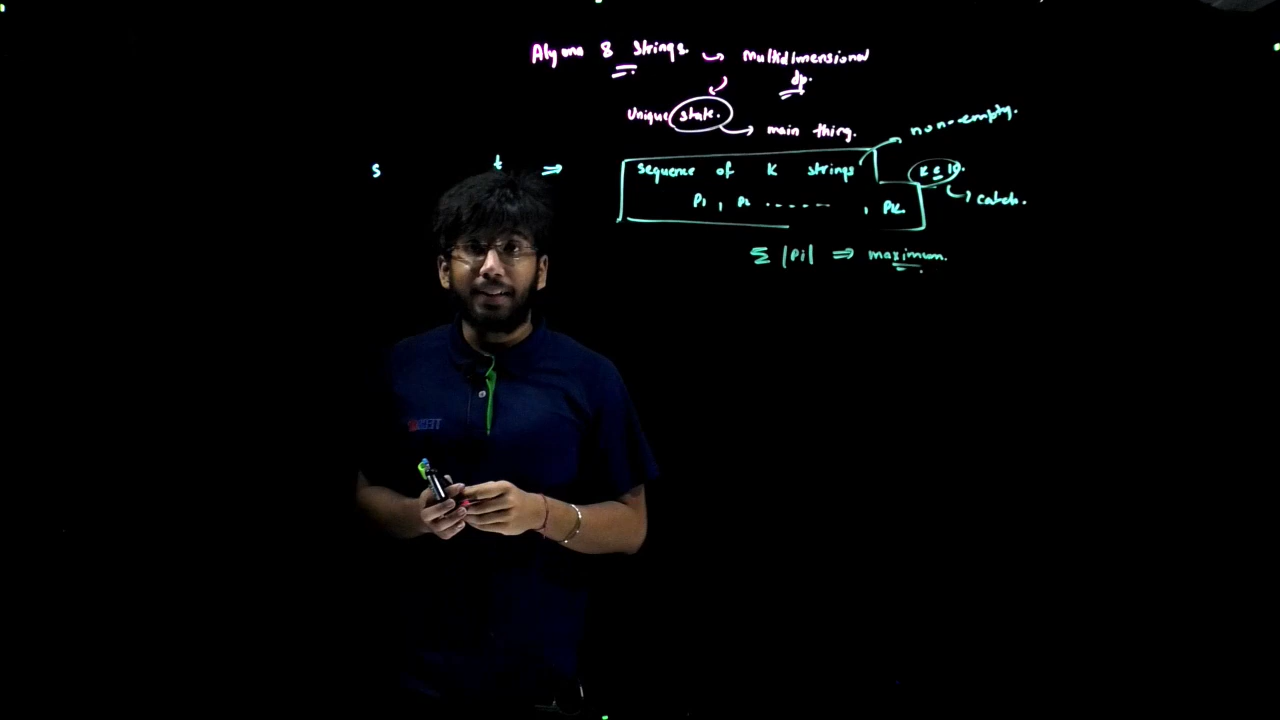 Alyona & Strings → multidimensional
dp.
Unique state.
→ main thing.
non-empty.
s t ⇒ sequence of K strings K ≤ 10.
P1 , P2 ------ , PK.
→ catch.
Σ |Pi| ⇒ maximum.